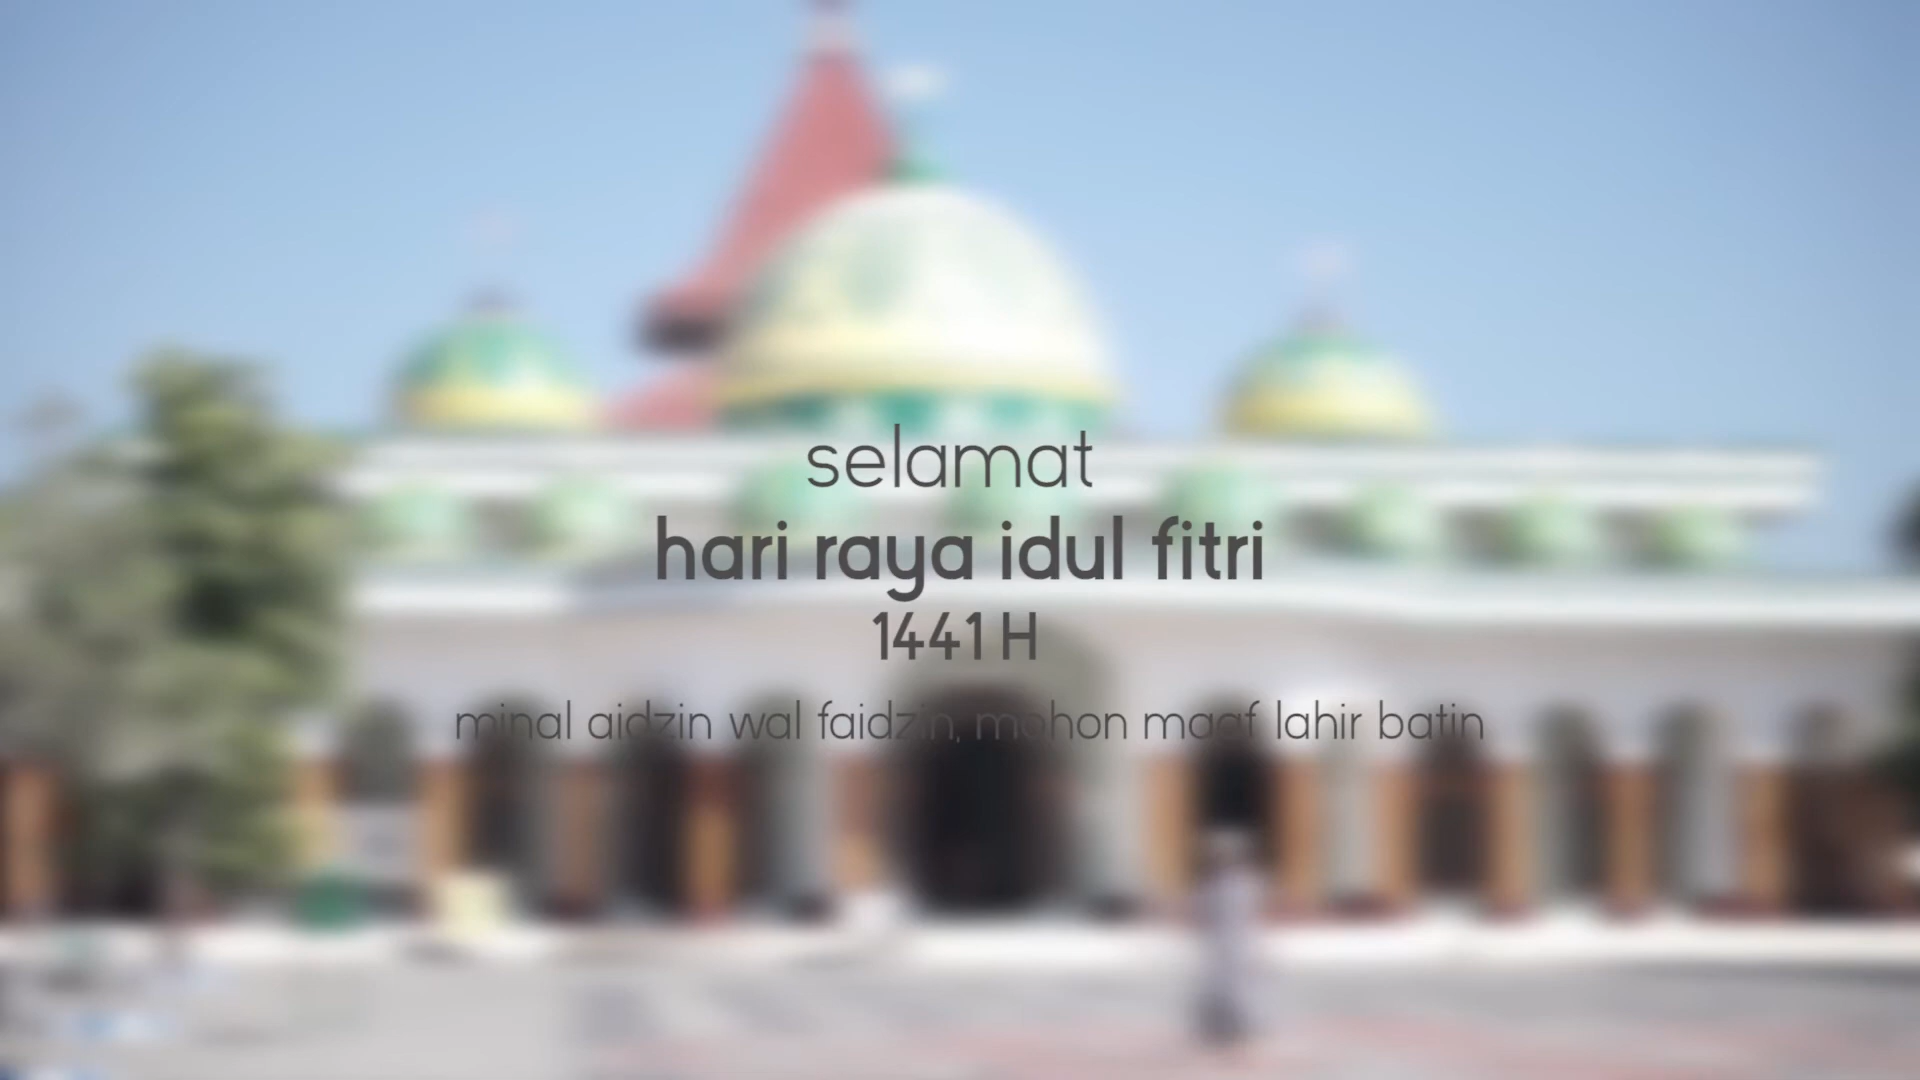 selamat
hari raya idul fitri
1441 H
minal aidzin wal faidzin, mohon maaf lahir batin